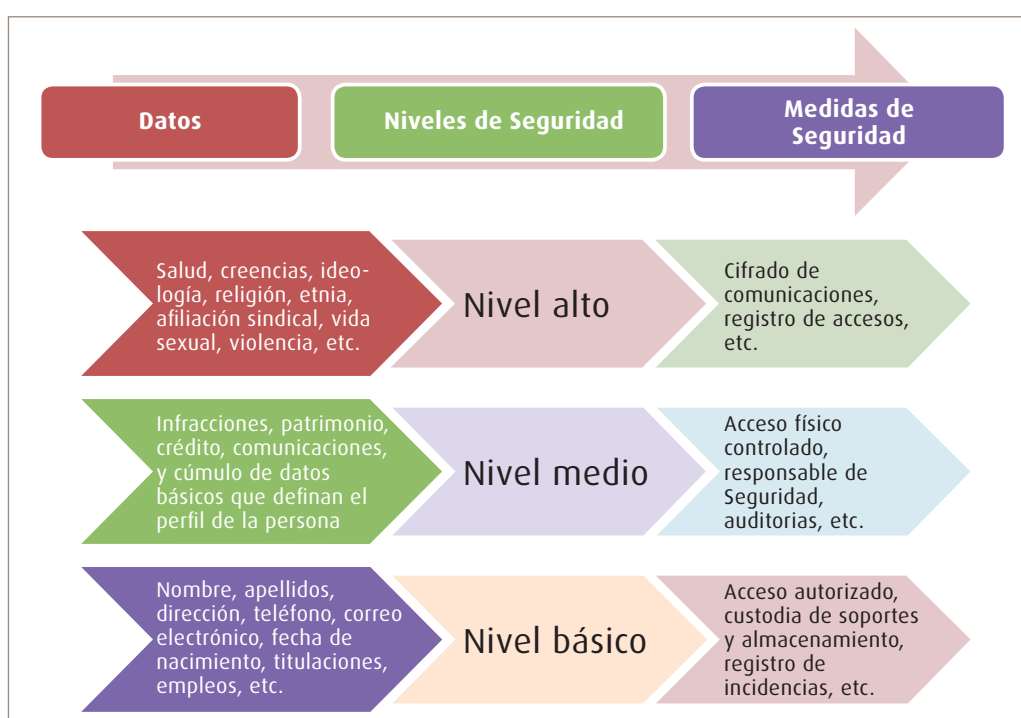 Datos
Niveles de Seguridad
Medidas de
Seguridad
Salud, creencias, ideo-
logía, religión, etnia,
afiliación sindical, vida
sexual, violencia, etc.
Nivel alto
Cifrado de
comunicaciones,
registro de accesos,
etc.
Infracciones, patrimonio,
crédito, comunicaciones,
y cúmulo de datos
básicos que definan el
perfil de la persona
Nivel medio
Acceso físico
controlado,
responsable de
Seguridad,
auditorias, etc.
Nombre, apellidos,
dirección, teléfono, correo
electrónico, fecha de
nacimiento, titulaciones,
empleos, etc.
Nivel básico
Acceso autorizado,
custodia de soportes
y almacenamiento,
registro de
incidencias, etc.